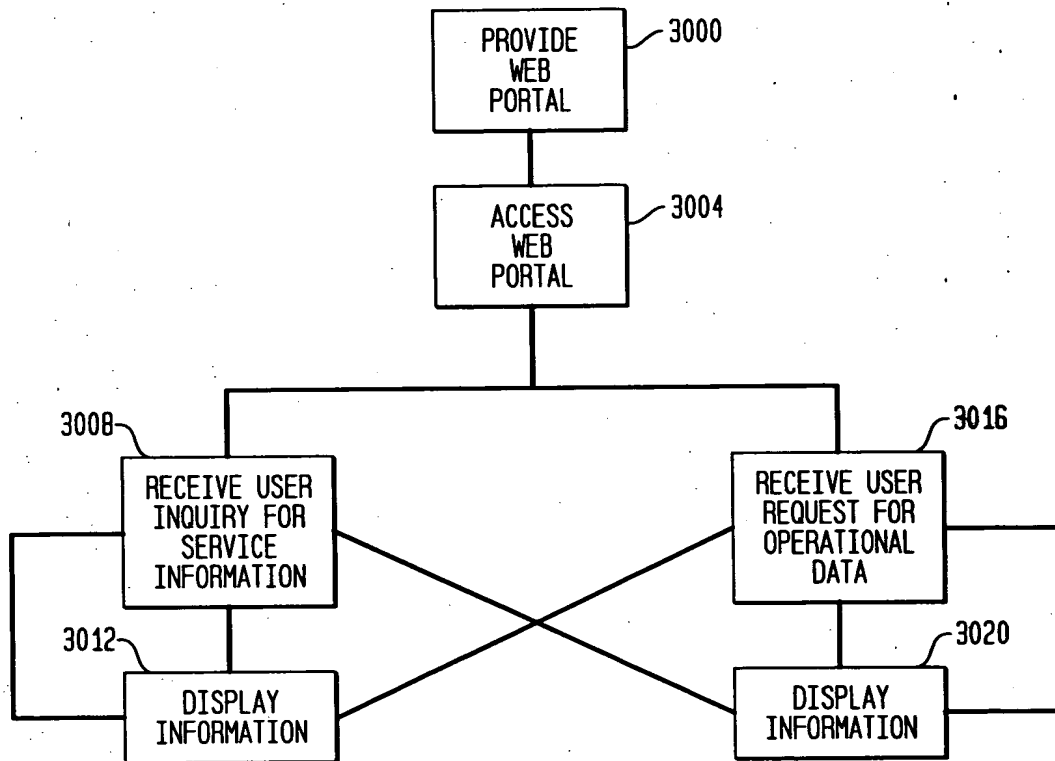 PROVIDE
WEB
PORTAL
3000
ACCESS
WEB
PORTAL
3004
3008
RECEIVE USER
INQUIRY FOR
SERVICE
INFORMATION
3016
RECEIVE USER
REQUEST FOR
OPERATIONAL
DATA
3012
DISPLAY
INFORMATION
3020
DISPLAY
INFORMATION